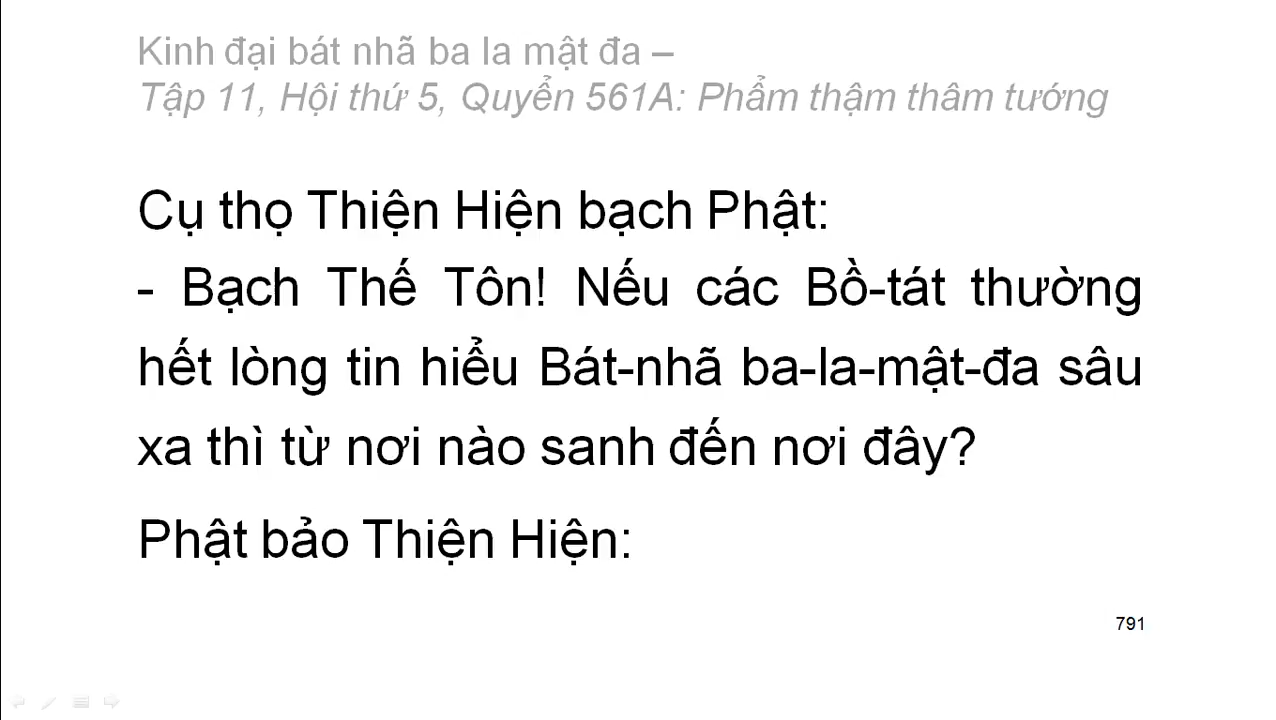 Kinh đại bát nhã ba la mật đa –
Tập 11, Hội thứ 5, Quyển 561A: Phẩm thậm thâm tướng
Cụ thọ Thiện Hiện bạch Phật:
- Bạch Thế Tôn! Nếu các Bồ-tát thường
hết lòng tin hiểu Bát-nhã ba-la-mật-đa sâu
xa thì từ nơi nào sanh đến nơi đây?
Phật bảo Thiện Hiện:
791